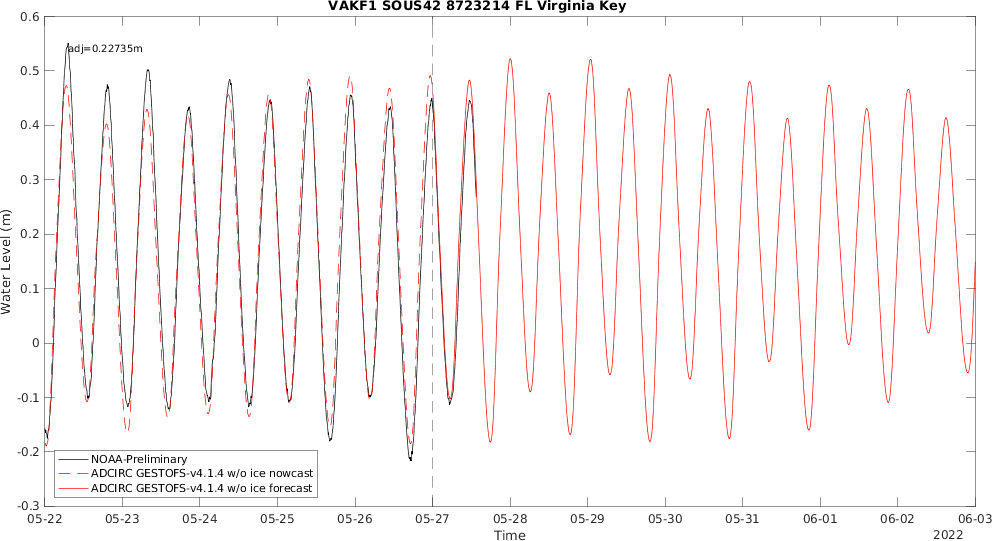 VAKF1 SOUS42 8723214 FL Virginia Key
adj=0.22735m
Water Level (m)
0.6
0.5
0.4
0.3
0.2
0.1
0
-0.1
-0.2
-0.3
NOAA-Preliminary
ADCIRC GESTOFS-v4.1.4 w/o ice nowcast
ADCIRC GESTOFS-v4.1.4 w/o ice forecast
05-22 05-23 05-24 05-25 05-26 05-27 05-28 05-29 05-30 05-31 06-01 06-02 06-03
Time
2022